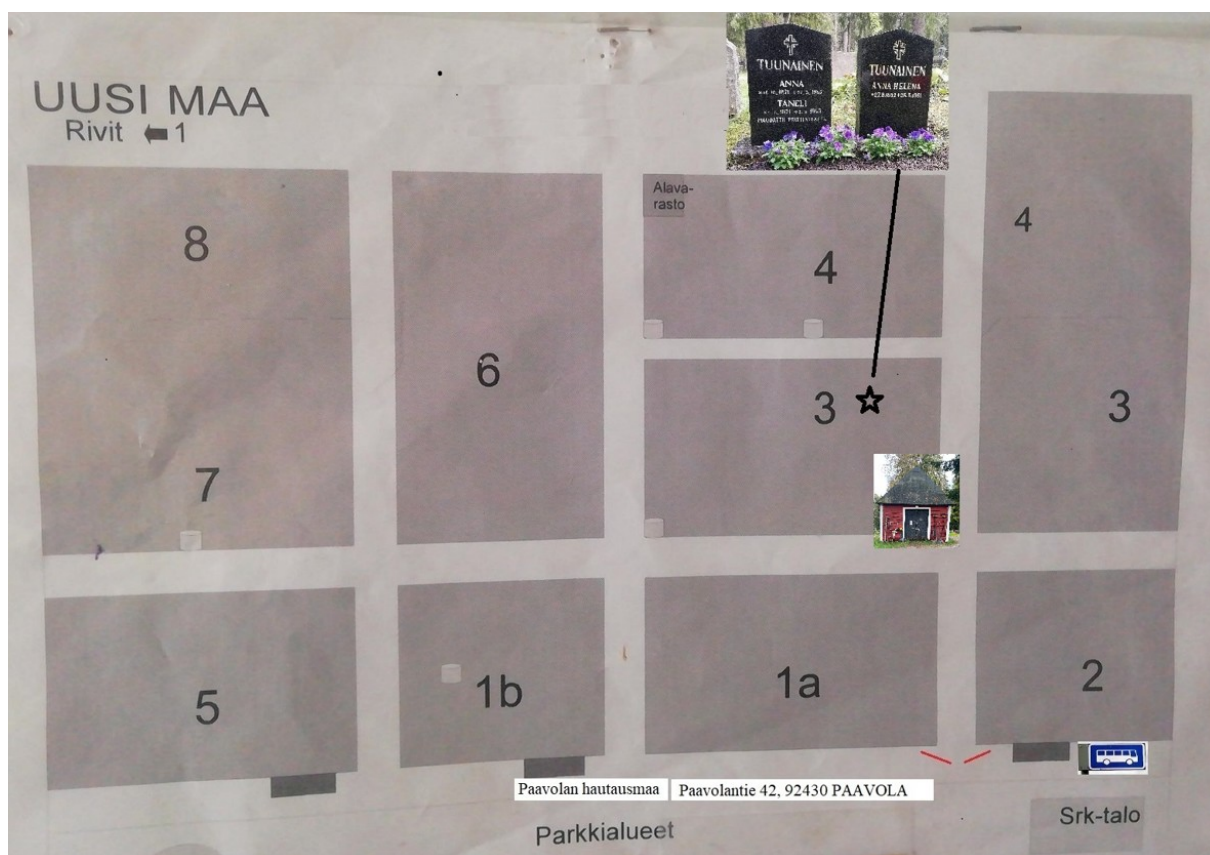 UUSI MAA
Rivit 1
TUUNAINEN
ANNA
TANELI
TUUNAINEN
ANNA HELENA
8
6
Alava-
rasto
4
4
7
3
3
5
1b
1a
2
Paavolan hautausmaa
Paavolantie 42, 92430 PAAVOLA
Parkkialueet
Srk-talo